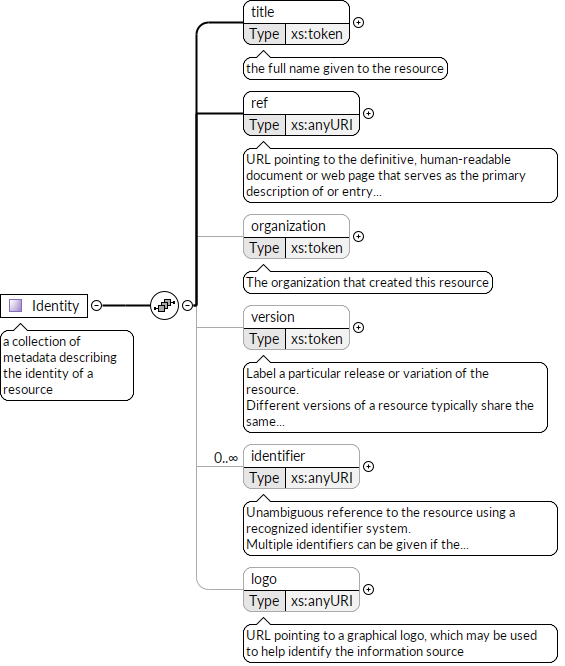 title
Type xs:token
the full name given to the resource
ref
Type xs:anyURI
URL pointing to the definitive, human-readable
document or web page that serves as the primary
description of or entry...
organization
Type xs:token
The organization that created this resource
Identity
a collection of
metadata describing
the identity of a
resource
version
Type xs:token
Label a particular release or variation of the
resource.
Different versions of a resource typically share the
same...
0..∞
identifier
Type xs:anyURI
Unambiguous reference to the resource using a
recognized identifier system.
Multiple identifiers can be given if the...
logo
Type xs:anyURI
URL pointing to a graphical logo, which may be used
to help identify the information source